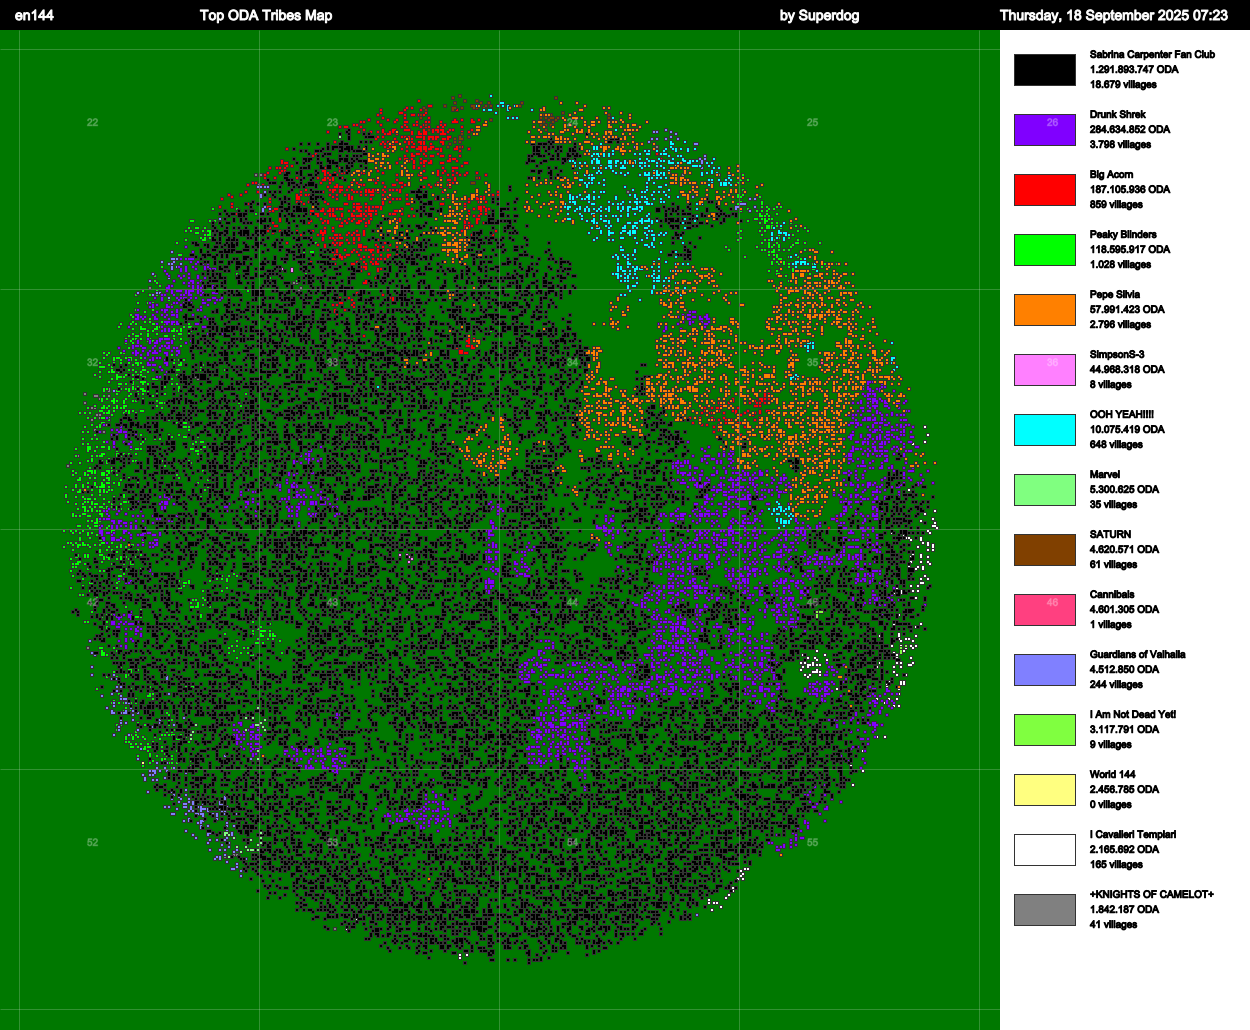 en144
Top ODA Tribes Map
by Superdog
Thursday, 18 September 2025 07:23
22
23
25
26
32
33
34
35
36
43
44
45
46
52
53
54
55
Sabrina Carpenter Fan Club
1.291.893.747 ODA
18.679 villages
Drunk Shrek
284.634.852 ODA
3.798 villages
Big Acorn
187.105.936 ODA
859 villages
Peaky Blinders
118.595.917 ODA
1.028 villages
Pepe Silvia
57.991.423 ODA
2.796 villages
SimpsonS-3
44.968.318 ODA
8 villages
OOH YEAH!!!!
10.075.419 ODA
648 villages
Marvel
5.300.625 ODA
35 villages
SATURN
4.620.571 ODA
61 villages
Cannibals
4.601.305 ODA
1 villages
Guardians of Valhalla
4.512.850 ODA
244 villages
I Am Not Dead Yet!
3.117.791 ODA
9 villages
World 144
2.456.785 ODA
0 villages
I Cavalieri Templari
2.165.692 ODA
165 villages
+KNIGHTS OF CAMELOT+
1.842.187 ODA
41 villages